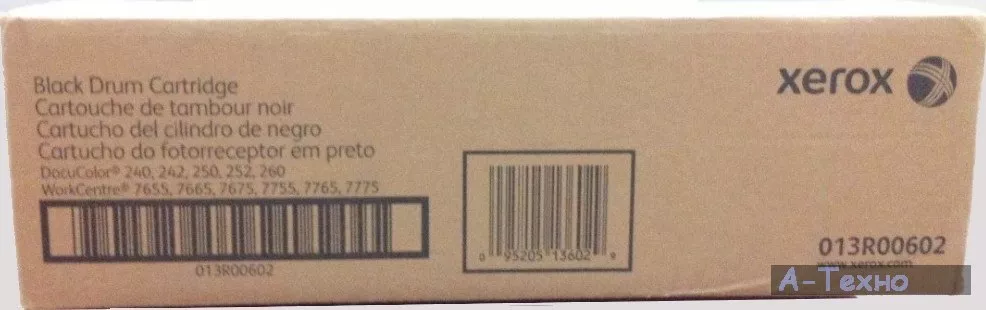 Black Drum Cartridge
Cartouche de tambour noir
Cartucho del cilindro de negro
Cartucho do fotorreceptor em preto
DocuColor® 240, 242, 250, 252, 260
WorkCentre® 7655, 7665, 7675, 7755, 7765, 7775
013R00602
0 95205 13602 9
xerox
013R00602
www.xerox.com
А-Техно